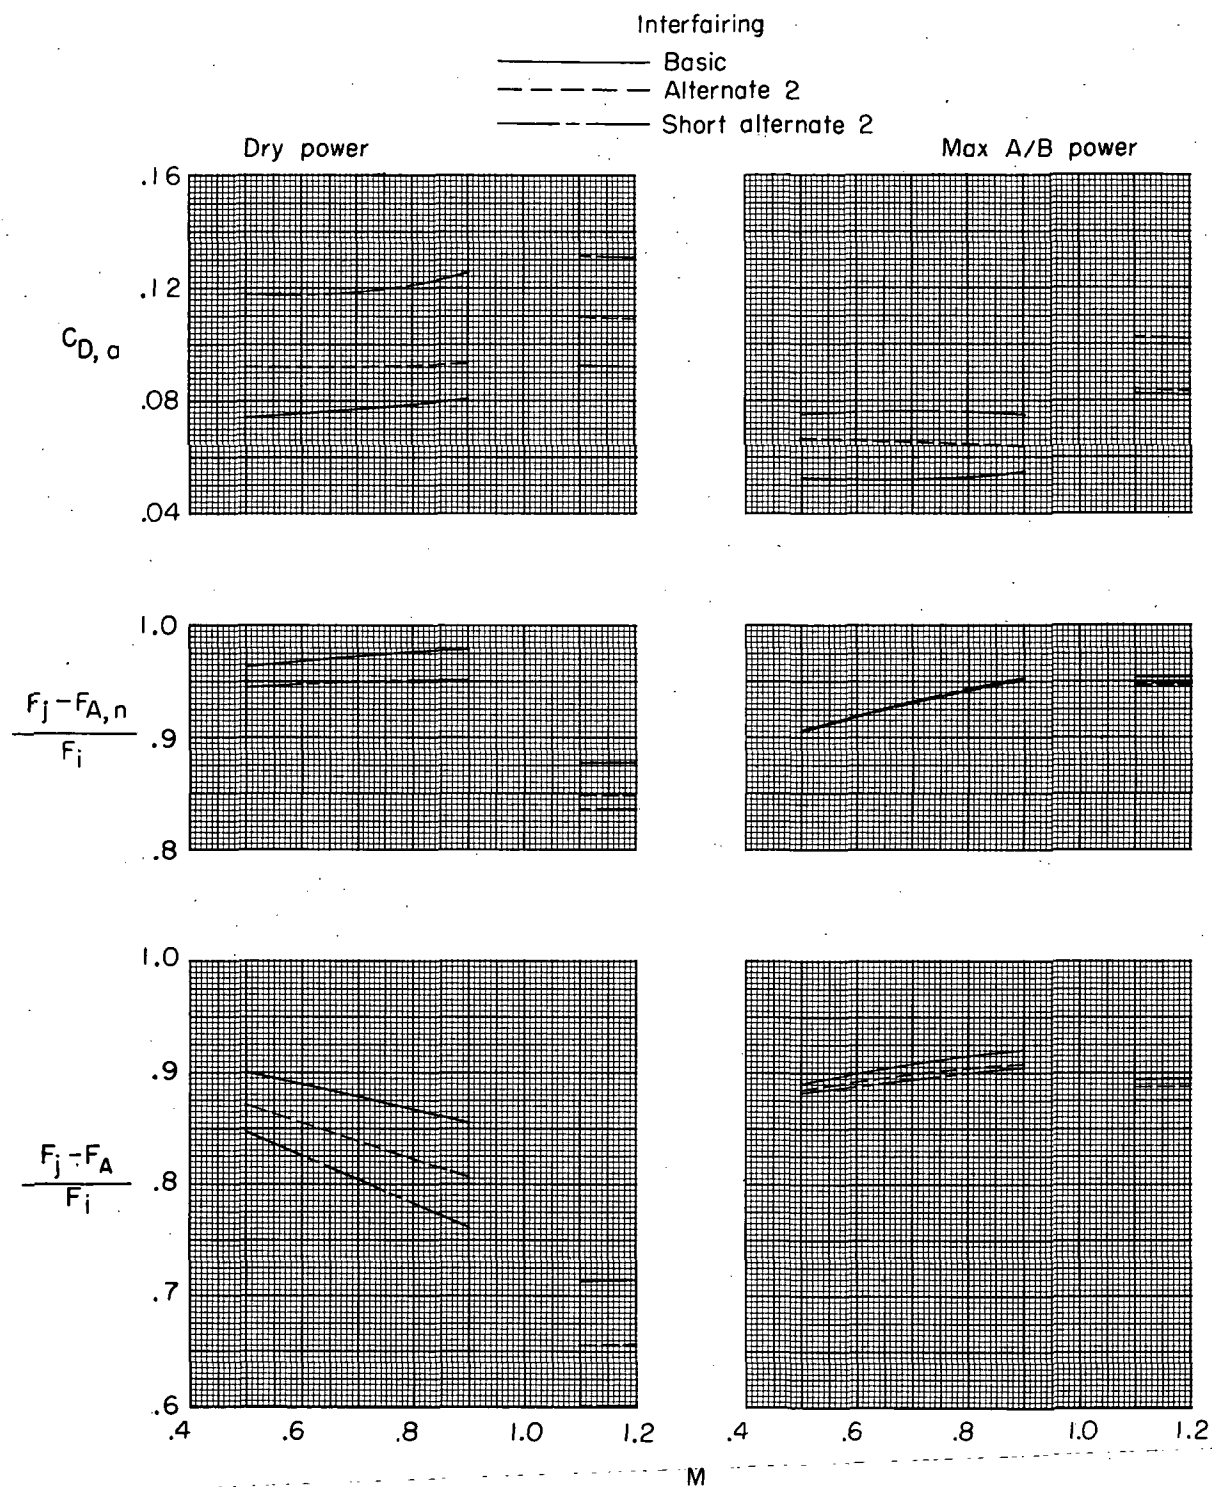 Interfairing
Basic
Alternate 2
Short alternate 2
Dry power
Max A/B power
.16
.12
C_D, a
.08
.04
1.0
F_j - F_A, n
F_i
.9
.8
1.0
.9
F_j - F_A
F_i
.8
.7
.6
.4 .6 .8 1.0 1.2
.4 .6 .8 1.0 1.2
M